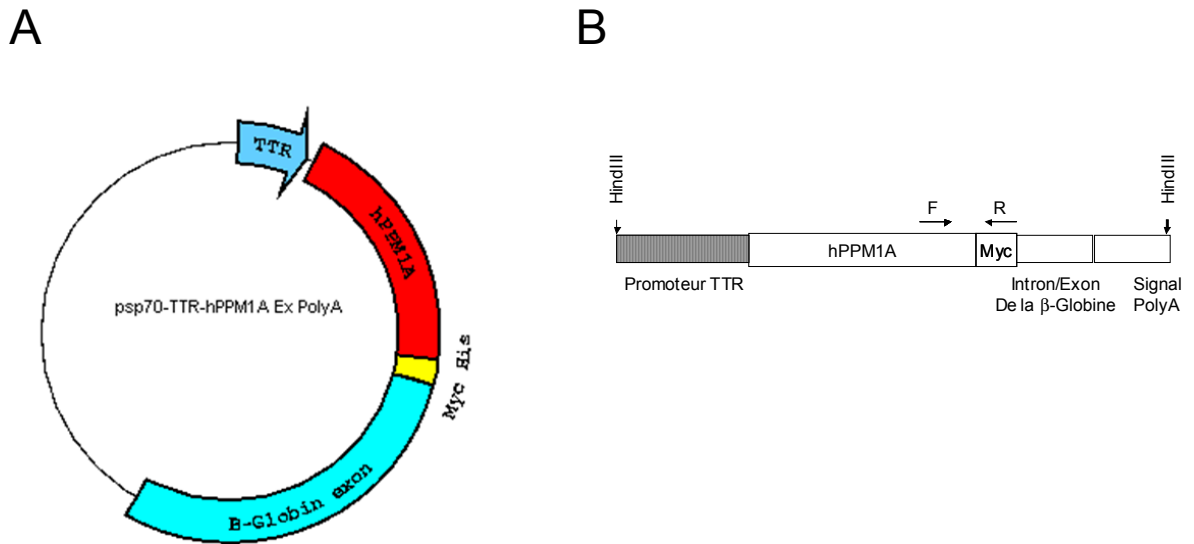 A
B
TTR
hPPM1A
psp70-TTR-hPPM1A Ex PolyA
Myc His
B-Globin exon
HindIII
HindIII
F
R
hPPM1A
Myc
Promoteur TTR
Intron/Exon
De la β-Globine
Signal
PolyA